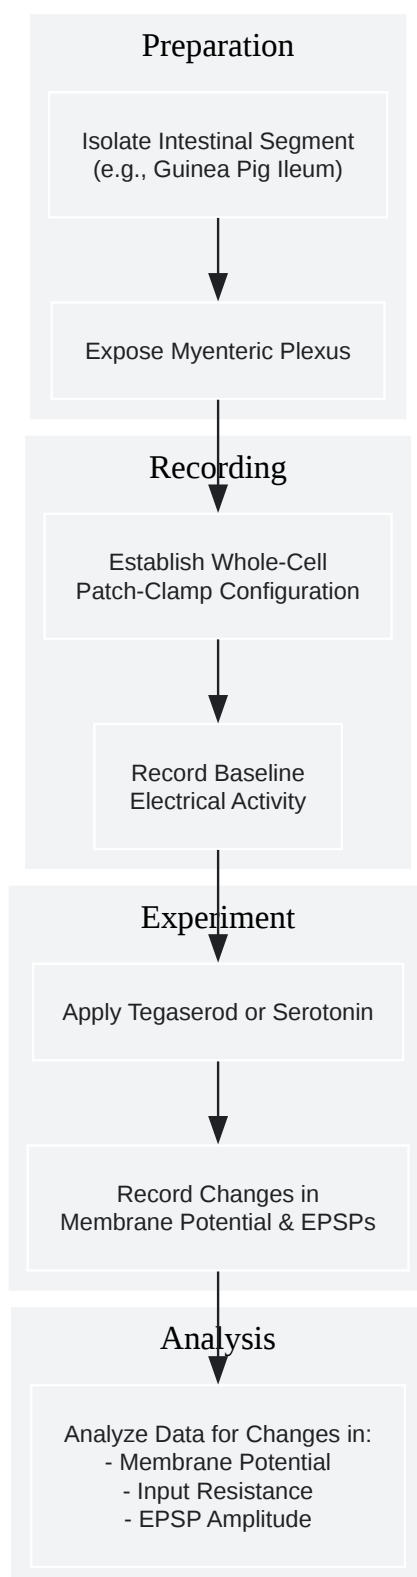 Preparation
Isolate Intestinal Segment
(e.g., Guinea Pig Ileum)
Expose Myenteric Plexus
Recording
Establish Whole-Cell
Patch-Clamp Configuration
Record Baseline
Electrical Activity
Experiment
Apply Tegaserod or Serotonin
Record Changes in
Membrane Potential & EPSPs
Analysis
Analyze Data for Changes in:
- Membrane Potential
- Input Resistance
- EPSP Amplitude